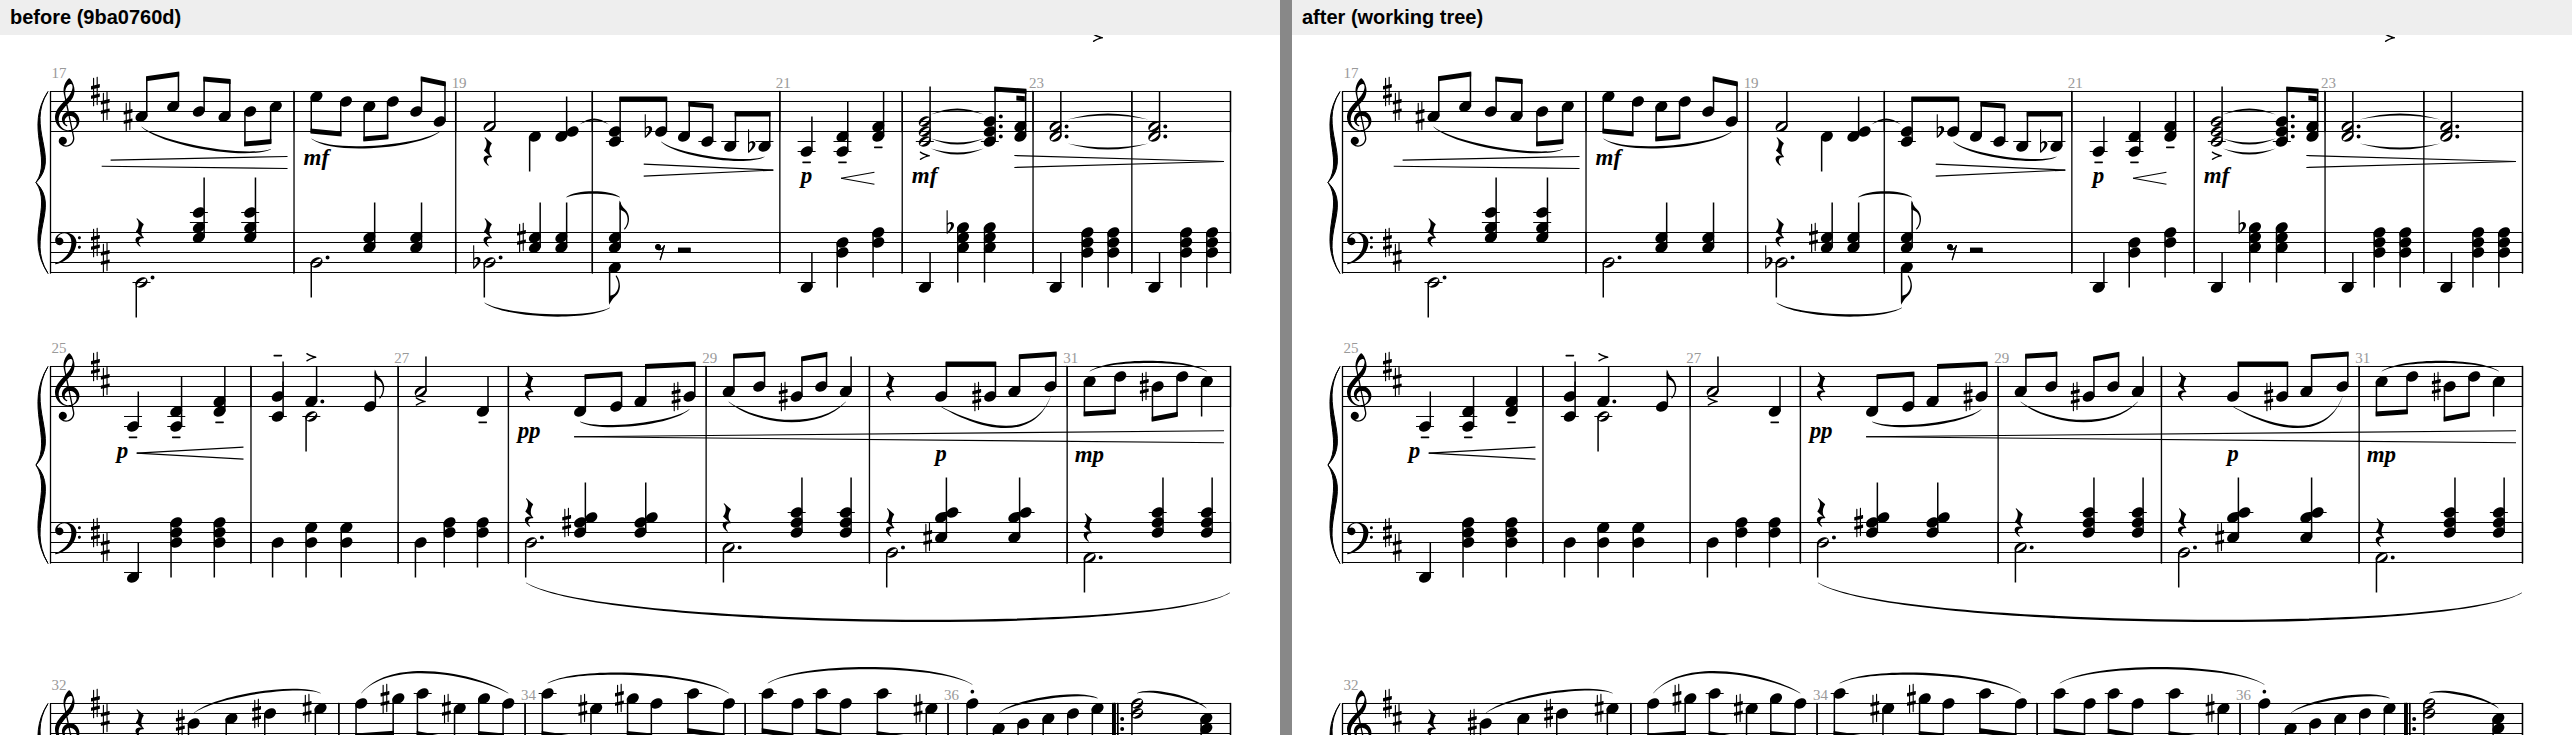 before (9ba0760d)
after (working tree)
17 19 21 23
mf p mf
25 27 29 31
p pp p mp
32 34 36
17 19 21 23
mf p mf
25 27 29 31
p pp p mp
32 34 36